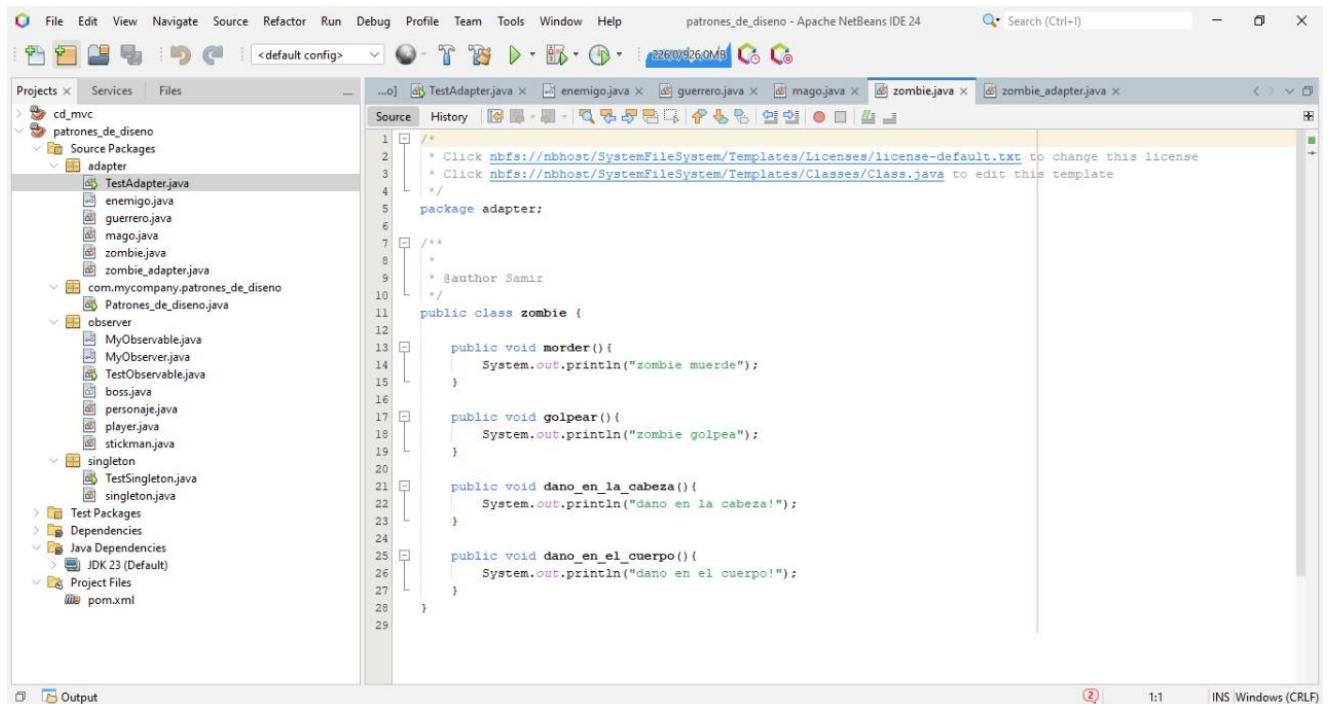 File Edit View Navigate Source Refactor Run Debug Profile Team Tools Window Help patrones_de_diseno - Apache NetBeans IDE 24 Search (Ctrl+I)
<default config> 226,0/926,0MB
Projects Services Files
cd_mvc
patrones_de_diseno
Source Packages
adapter
TestAdapter.java
enemigo.java
guerrero.java
mago.java
zombie.java
zombie_adapter.java
com.mycompany.patrones_de_diseno
Patrones_de_diseno.java
observer
MyObservable.java
MyObserver.java
TestObservable.java
boss.java
personaje.java
player.java
stickman.java
singleton
TestSingleton.java
singleton.java
Test Packages
Dependencies
Java Dependencies
JDK 23 (Default)
Project Files
pom.xml
...o] TestAdapter.java enemigo.java guerrero.java mago.java zombie.java zombie_adapter.java
Source History
1 /*
2 * Click nbfs://nbhost/SystemFileSystem/Templates/Licenses/license-default.txt to change this license
3 * Click nbfs://nbhost/SystemFileSystem/Templates/Classes/Class.java to edit this template
4 */
5 package adapter;
6
7 /**
8 *
9 * @author Samir
10 */
11 public class zombie {
12
13 public void morder(){
14 System.out.println("zombie muerde");
15 }
16
17 public void golpear(){
18 System.out.println("zombie golpea");
19 }
20
21 public void dano_en_la_cabeza(){
22 System.out.println("dano en la cabeza!");
23 }
24
25 public void dano_en_el_cuerpo(){
26 System.out.println("dano en el cuerpo!");
27 }
28 }
29
Output 2 1:1 INS Windows (CRLF)